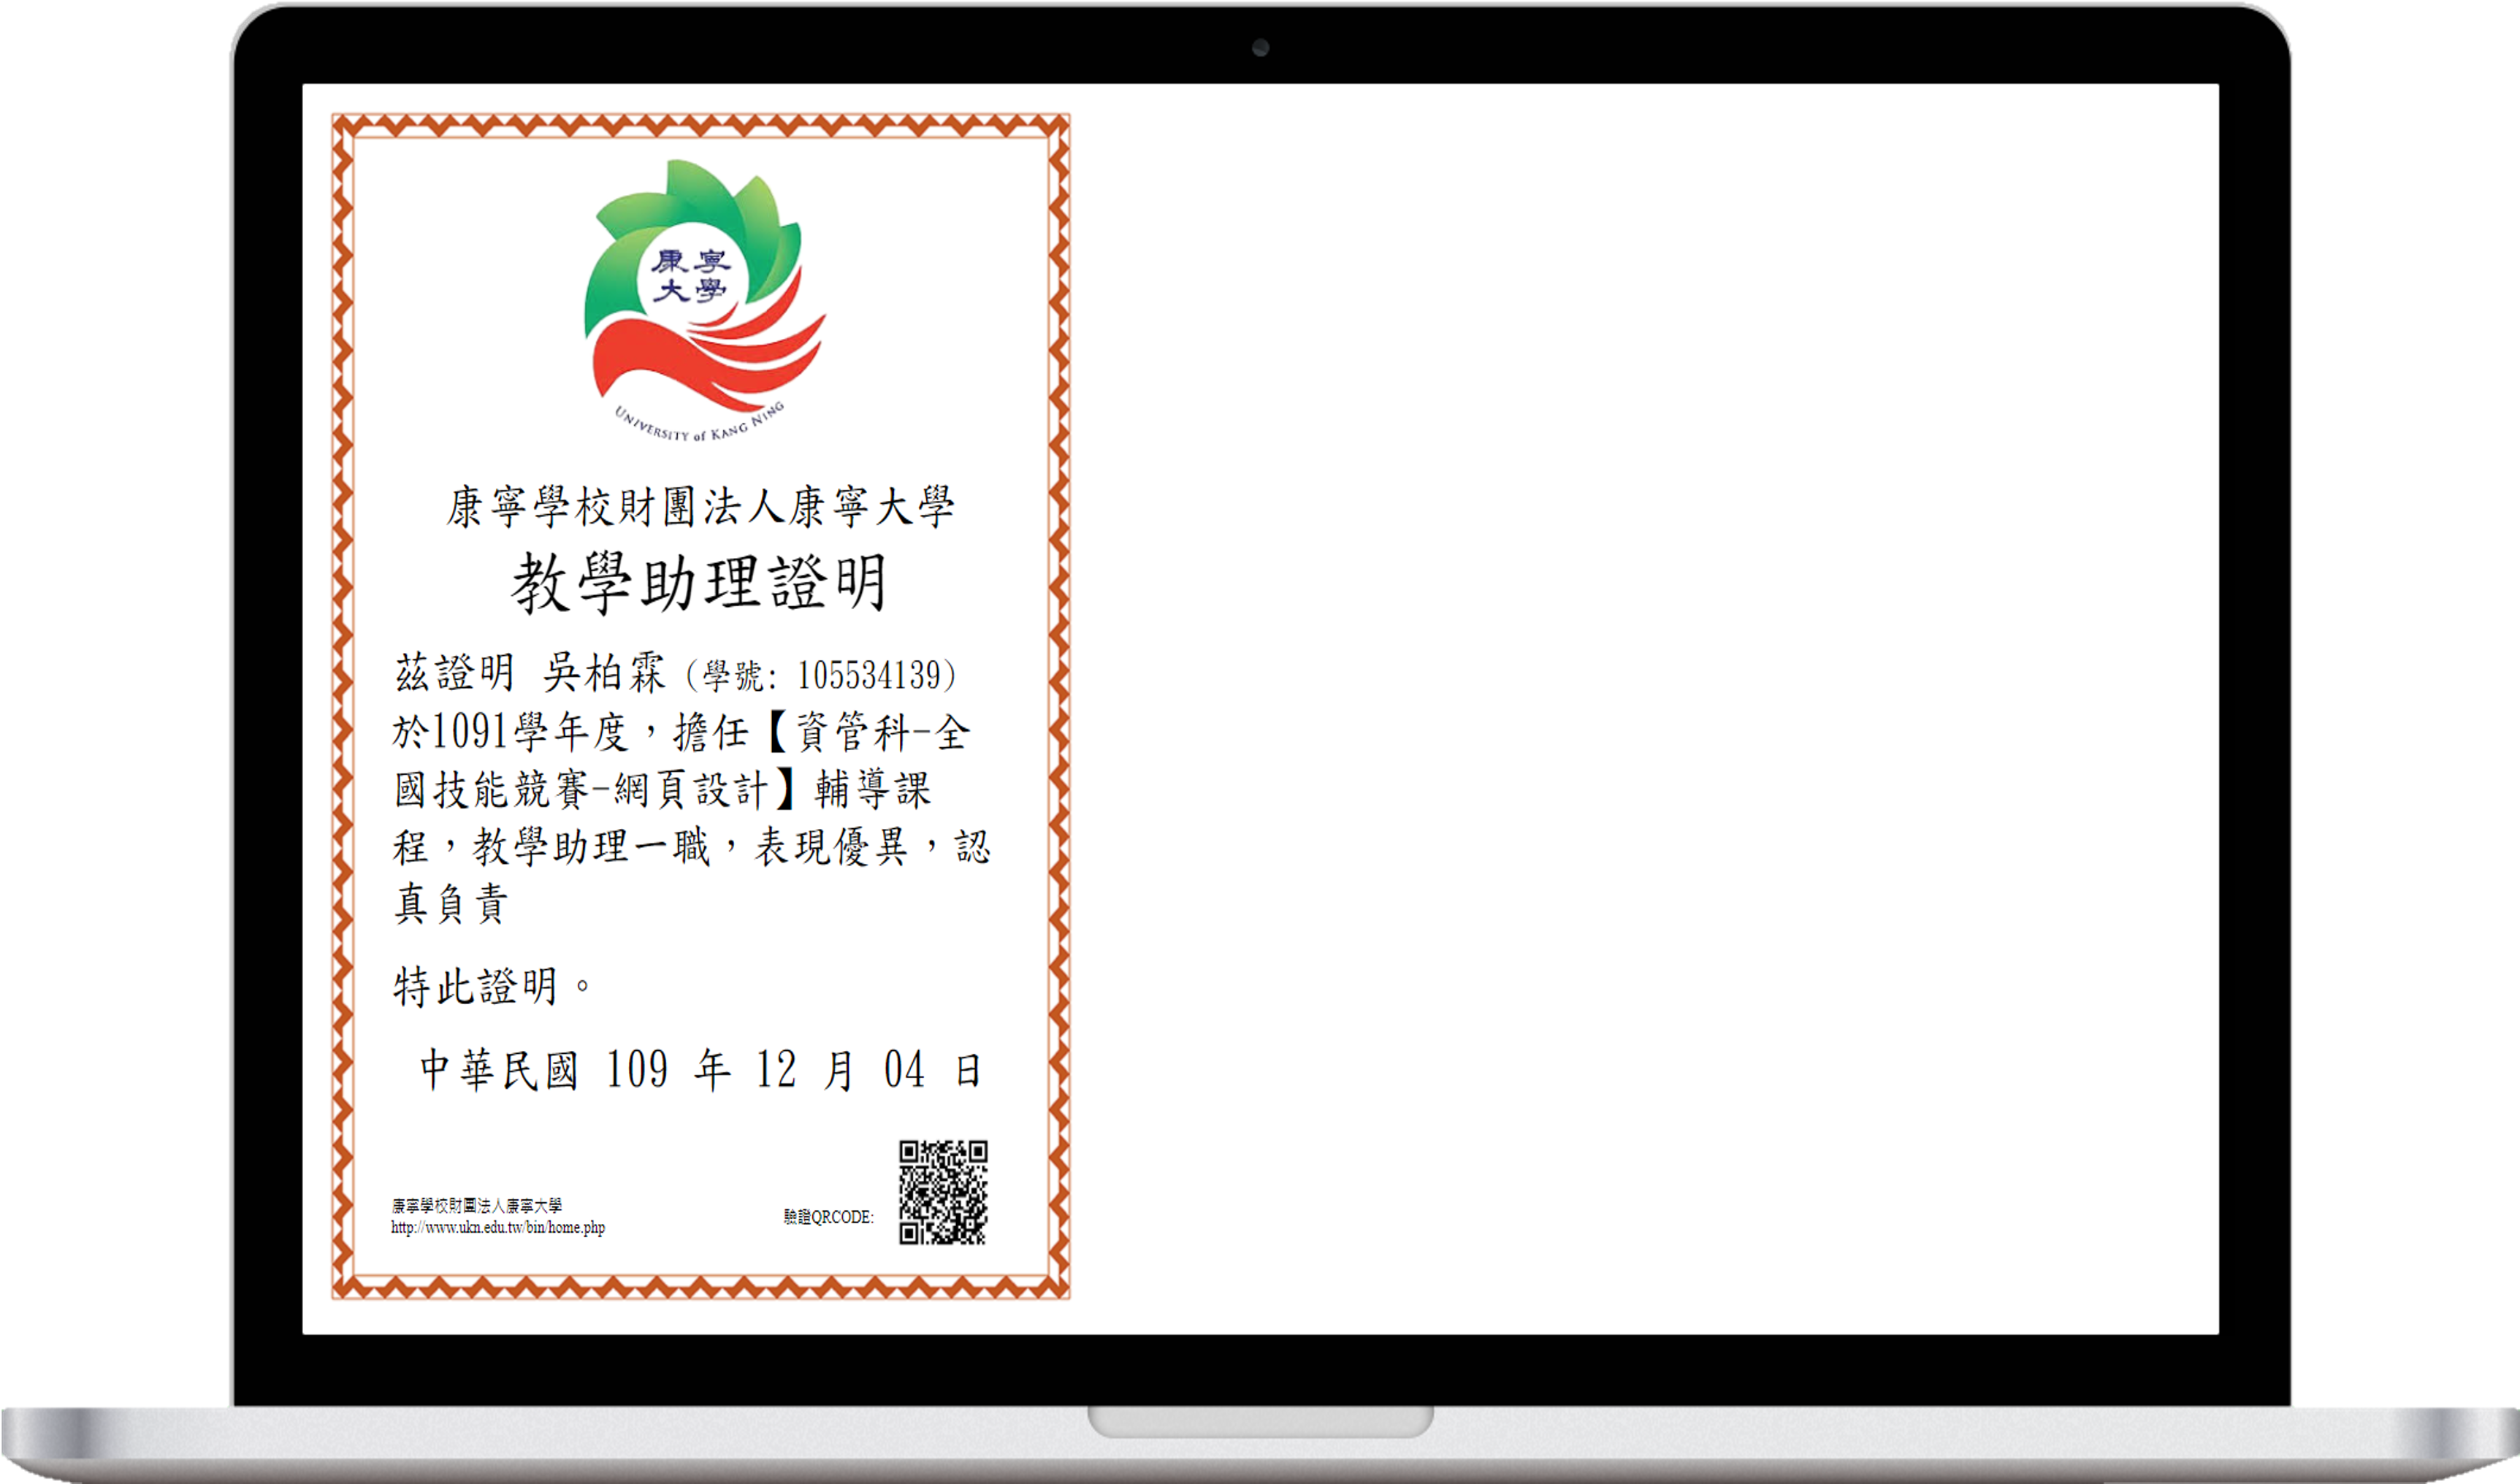 康寧
大學
UNIVERSITY of KANG NING
康寧學校財團法人康寧大學
教學助理證明
茲證明 吳柏霖（學號: 105534139）
於1091學年度，擔任【資管科-全
國技能競賽-網頁設計】輔導課
程，教學助理一職，表現優異，認
真負責
特此證明。
中華民國 109 年 12 月 04 日
康寧學校財團法人康寧大學
http://www.ukn.edu.tw/bin/home.php
驗證QRCODE: